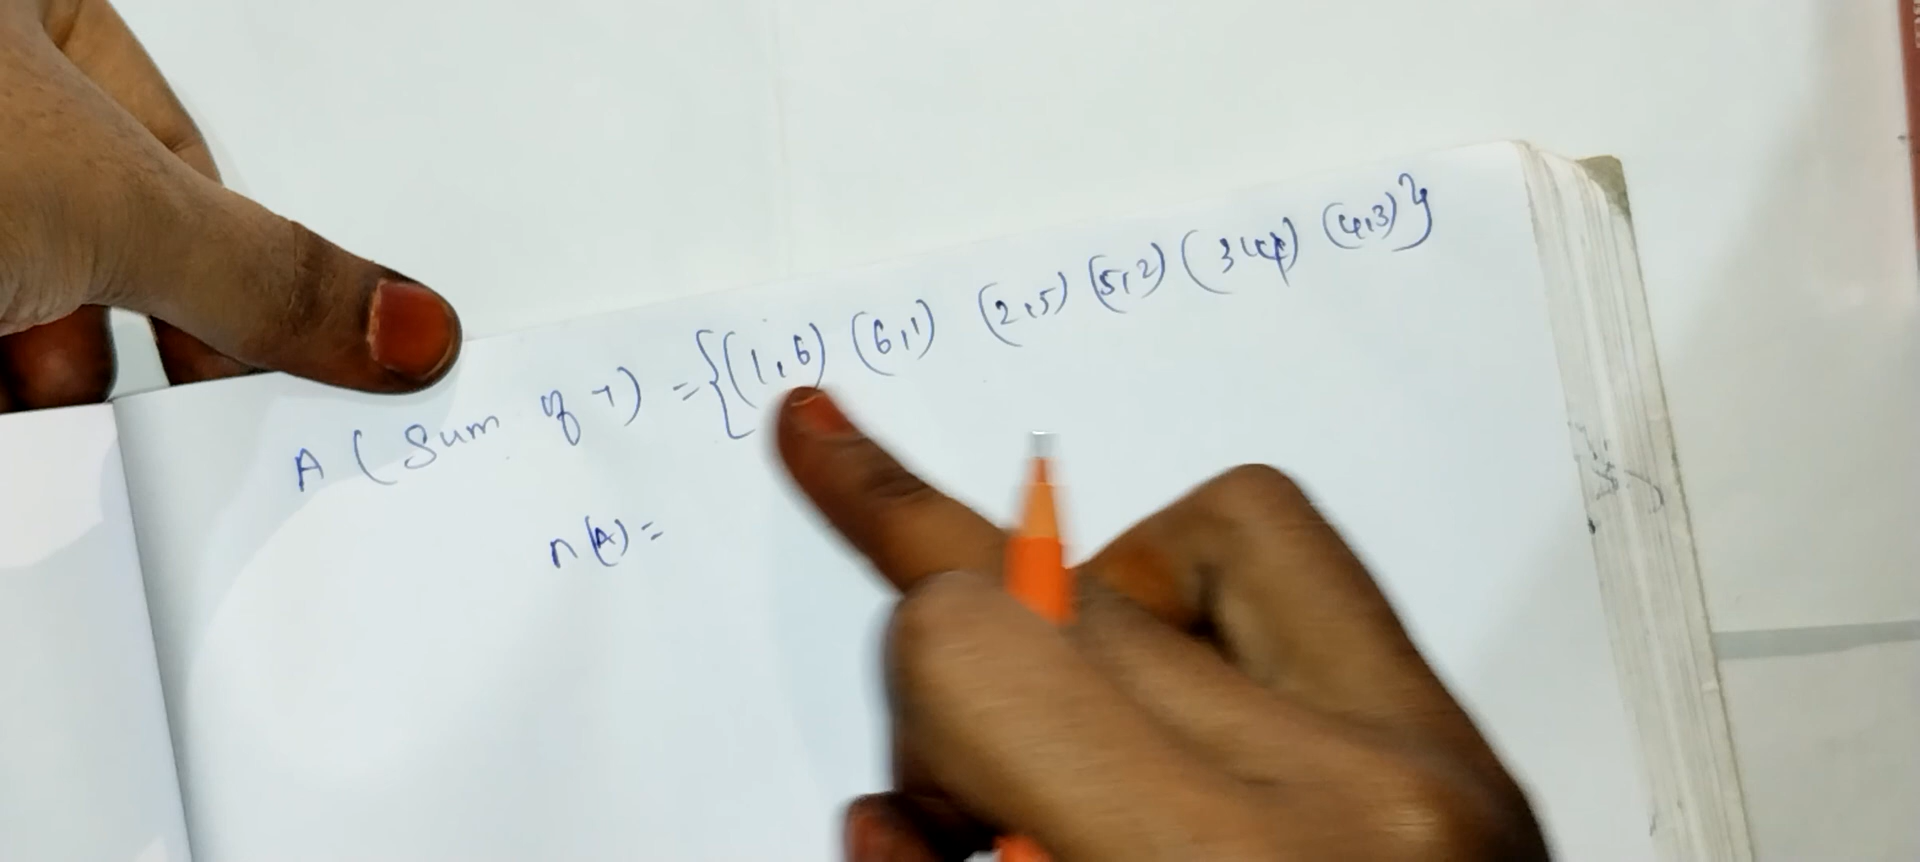 A (Sum of 7) = {(1,6) (6,1) (2,5) (5,2) (3,4) (4,3)}
n(A) =